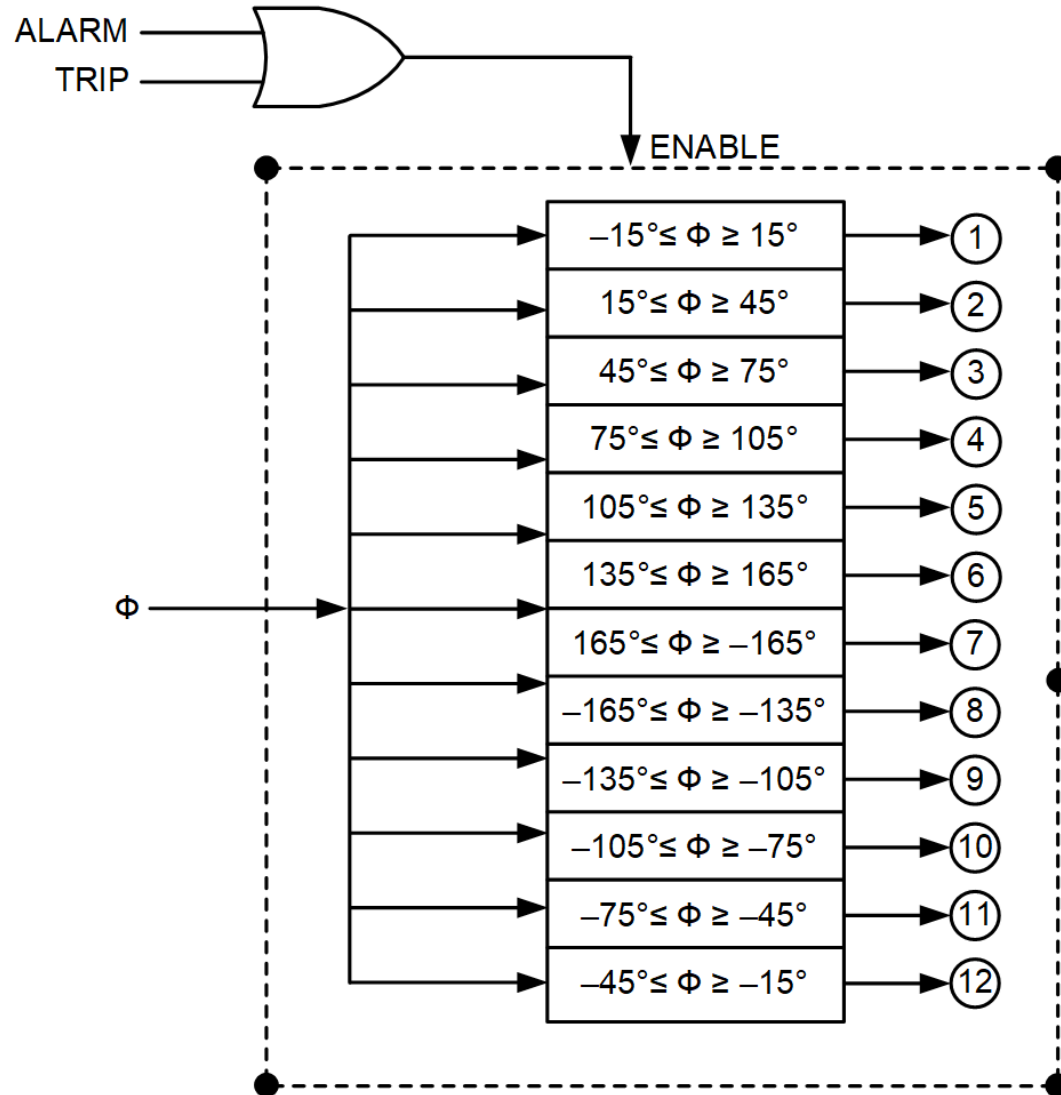 ALARM
TRIP
ENABLE
–15°≤ Φ ≥ 15°
1
15°≤ Φ ≥ 45°
2
45°≤ Φ ≥ 75°
3
75°≤ Φ ≥ 105°
4
105°≤ Φ ≥ 135°
5
135°≤ Φ ≥ 165°
6
Φ
165°≤ Φ ≥ –165°
7
–165°≤ Φ ≥ –135°
8
–135°≤ Φ ≥ –105°
9
–105°≤ Φ ≥ –75°
10
–75°≤ Φ ≥ –45°
11
–45°≤ Φ ≥ –15°
12